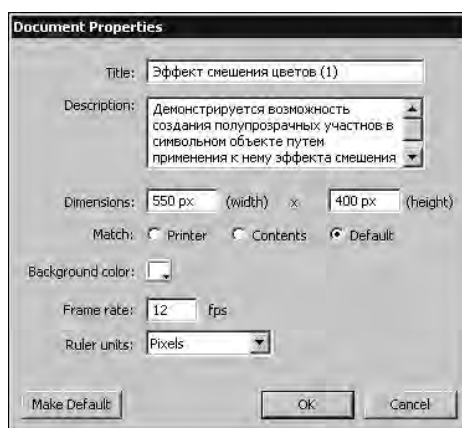 Document Properties
Title: Эффект смешения цветов (1)
Description: Демонстрируется возможность
создания полупрозрачных участнов в
символьном объекте путем
применения к нему эффекта смешения
Dimensions: 550 px (width) x 400 px (height)
Match: Printer Contents Default
Background color:
Frame rate: 12 fps
Ruler units: Pixels
Make Default OK Cancel